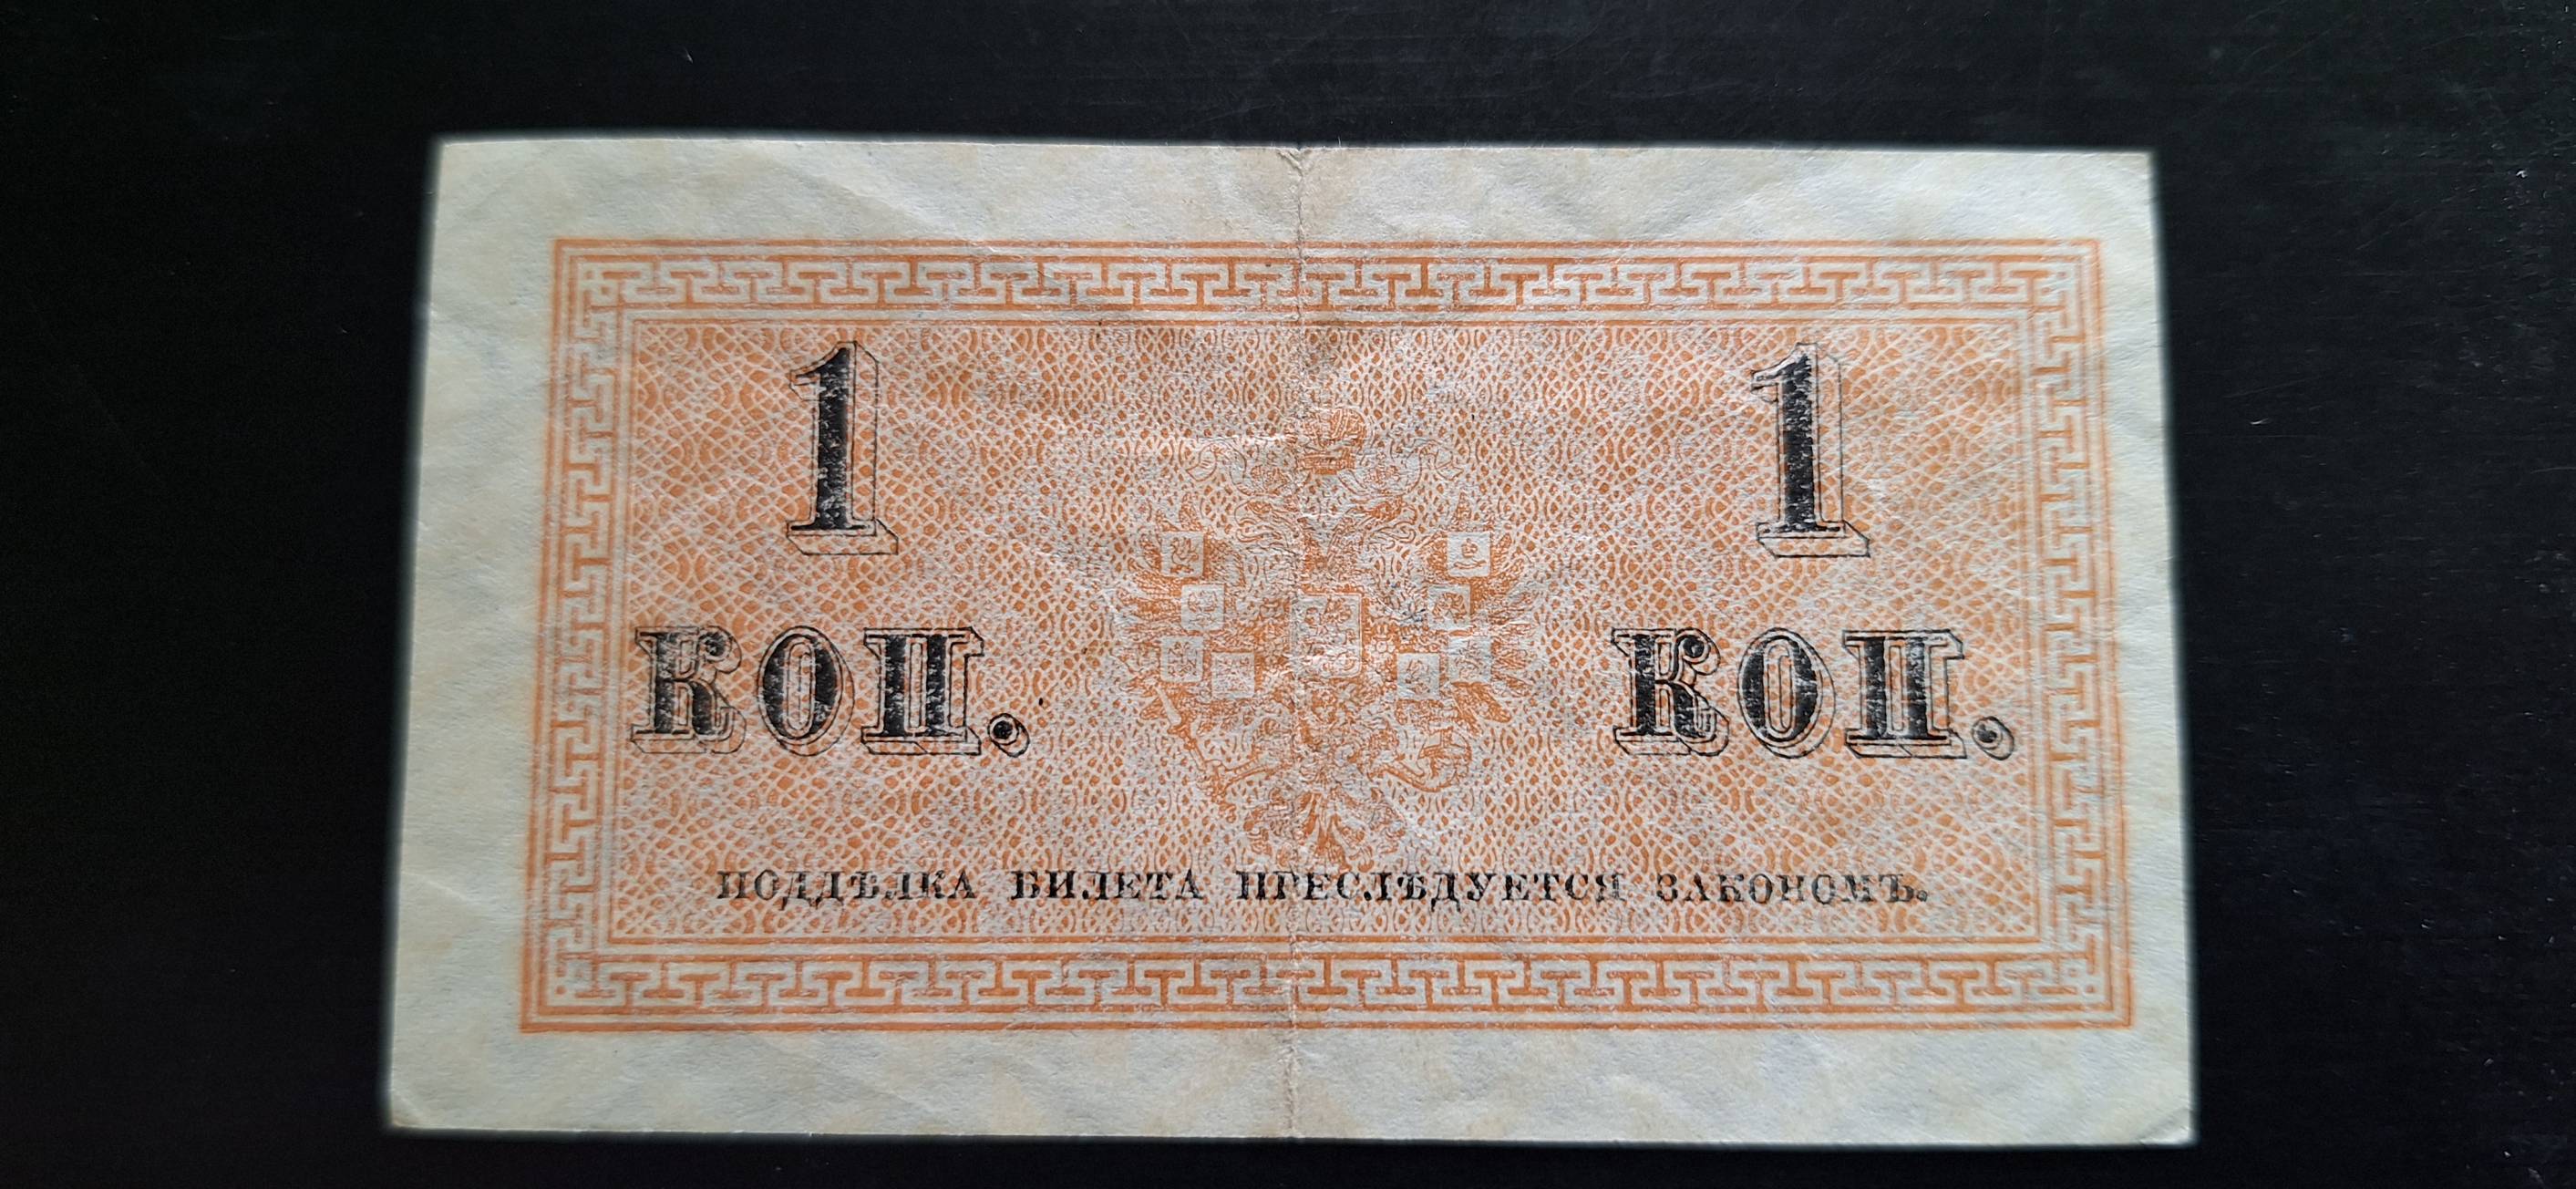 1 1
КОП. КОП.
ПОДДѢЛКА БИЛЕТА ПРЕСЛѢДУЕТСЯ ЗАКОНОМЪ.